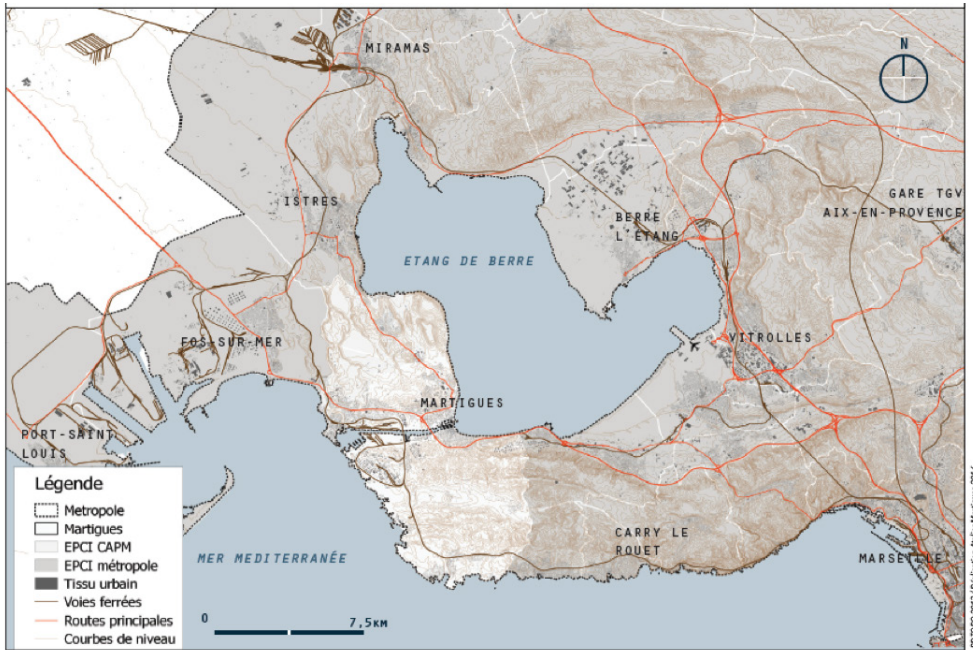 MIRAMAS
N
ISTRES
BERRE
L'ÉTANG
GARE TGV
AIX-EN-PROVENCE
ETANG DE BERRE
FOS-SUR-MER
VITROLLES
MARTIGUES
PORT-SAINT
LOUIS
CARRY LE
ROUET
MARSEILLE
MER MEDITERRANÉE
0
7,5KM
Légende
Metropole
Martigues
EPCI CAPM
EPCI métropole
Tissu urbain
Voies ferrées
Routes principales
Courbes de niveau